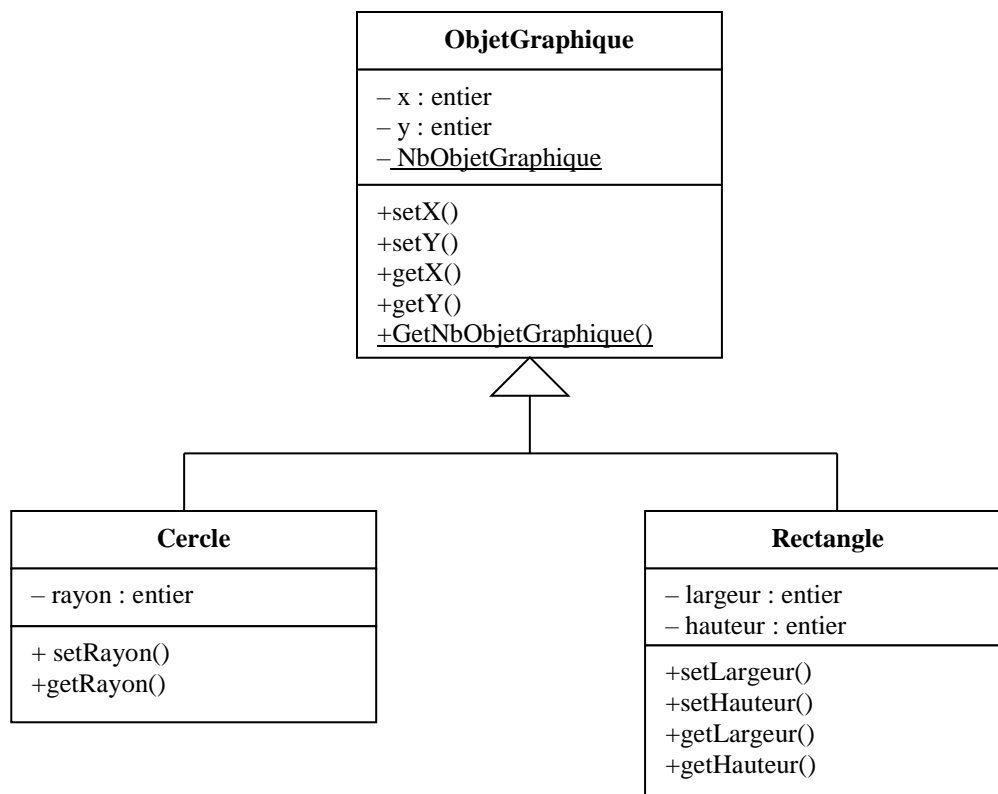 ObjetGraphique
– x : entier
– y : entier
– NbObjetGraphique
+setX()
+setY()
+getX()
+getY()
+GetNbObjetGraphique()
Cercle
– rayon : entier
+ setRayon()
+getRayon()
Rectangle
– largeur : entier
– hauteur : entier
+setLargeur()
+setHauteur()
+getLargeur()
+getHauteur()